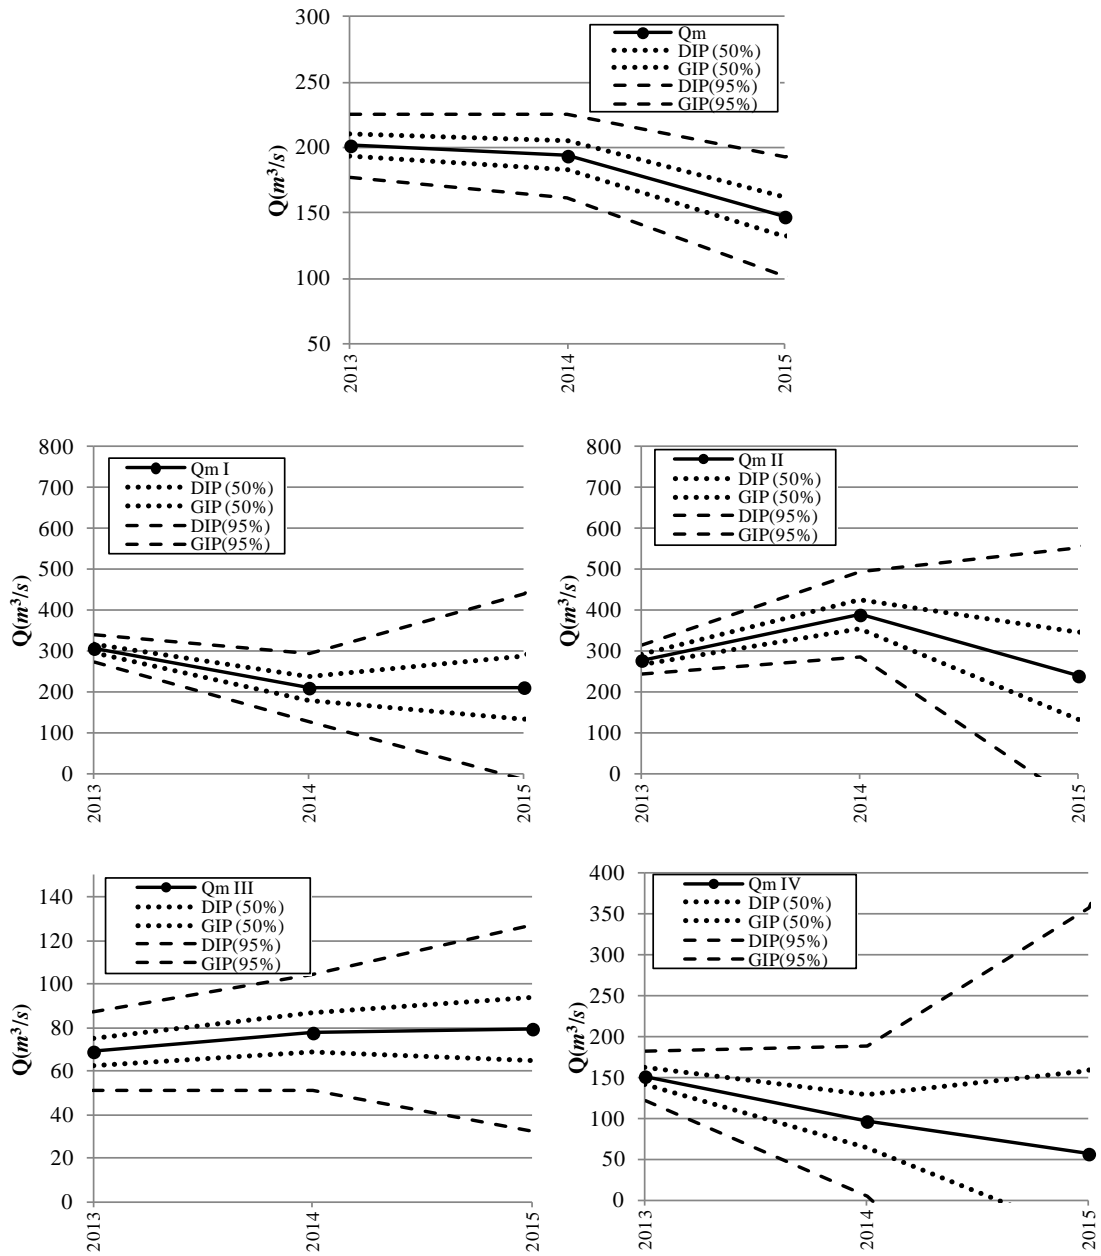 300
250
200
150
100
50
Q(m³/s)
Qm
DIP (50%)
GIP (50%)
DIP(95%)
GIP(95%)
2013
2014
2015
800
700
600
500
400
300
200
100
0
Q(m³/s)
Qm I
DIP (50%)
GIP (50%)
DIP(95%)
GIP(95%)
2013
2014
2015
800
700
600
500
400
300
200
100
0
Q(m³/s)
Qm II
DIP (50%)
GIP (50%)
DIP(95%)
GIP(95%)
2013
2014
2015
140
120
100
80
60
40
20
0
Q(m³/s)
Qm III
DIP (50%)
GIP (50%)
DIP(95%)
GIP(95%)
2013
2014
2015
400
350
300
250
200
150
100
50
0
Q(m³/s)
Qm IV
DIP (50%)
GIP (50%)
DIP(95%)
GIP(95%)
2013
2014
2015